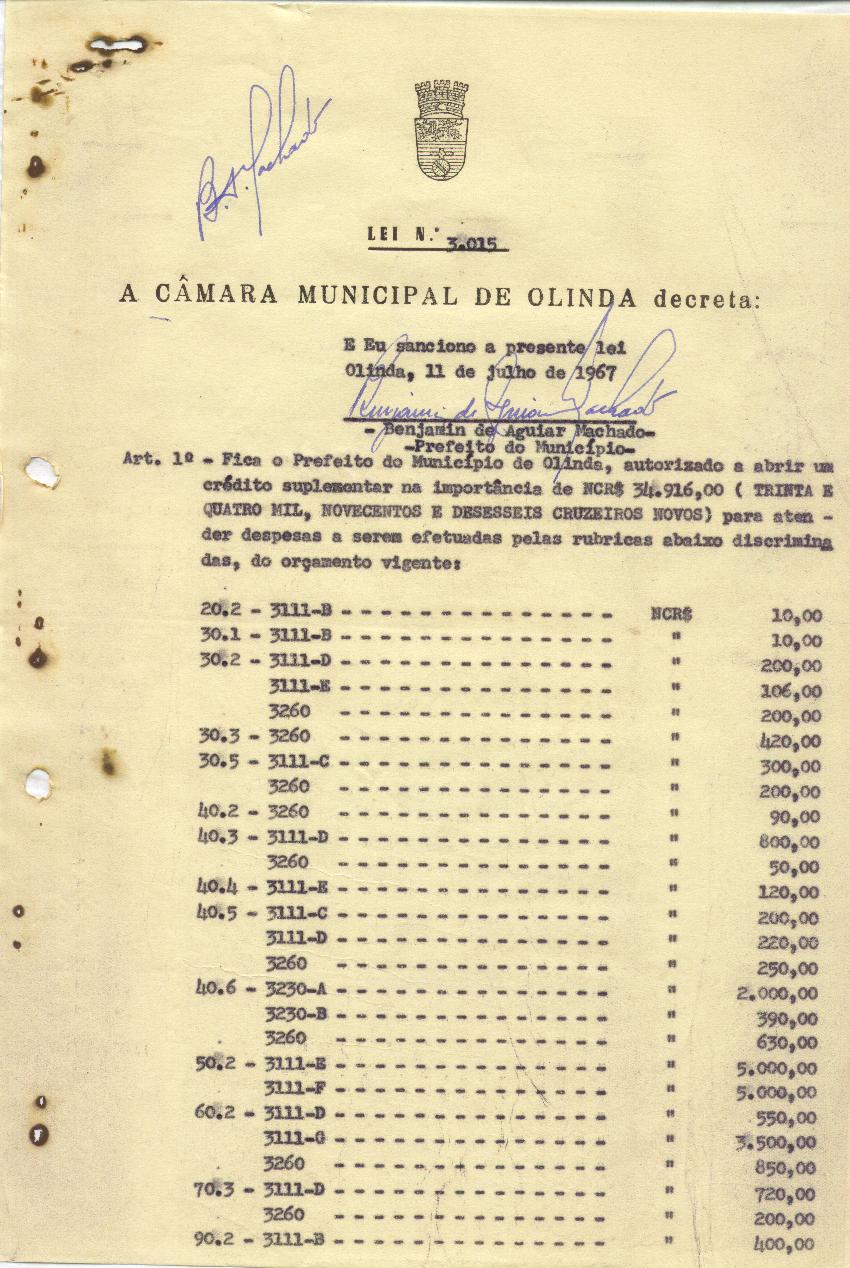 B. A. Machado
LEI N.º 3.015
A CÂMARA MUNICIPAL DE OLINDA decreta:
E Eu sanciono a presente lei
Olinda, 11 de julho de 1967
Benjamin de Aguiar Machado
- Benjamin de Aguiar Machado-
-Prefeito do Município-
Art. 1º - Fica o Prefeito do Município de Olinda, autorizado a abrir um
crédito suplementar na importância de NCR$ 34.916,00 ( TRINTA E
QUATRO MIL, NOVECENTOS E DESESSEIS CRUZEIROS NOVOS) para aten -
der despesas a serem efetuadas pelas rubricas abaixo discrimina
das, do orçamento vigente:
20.2 - 3111-B - - - - - - - - - - - - - - - NCR$ 10,00
30.1 - 3111-B - - - - - - - - - - - - - - - " 10,00
30.2 - 3111-D - - - - - - - - - - - - - - - " 200,00
3111-E - - - - - - - - - - - - - - - " 106,00
3260 - - - - - - - - - - - - - - - " 200,00
30.3 - 3260 - - - - - - - - - - - - - - - " 420,00
30.5 - 3111-C - - - - - - - - - - - - - - - " 300,00
3260 - - - - - - - - - - - - - - - " 200,00
40.2 - 3260 - - - - - - - - - - - - - - - " 90,00
40.3 - 3111-D - - - - - - - - - - - - - - - " 800,00
3260 - - - - - - - - - - - - - - - " 50,00
40.4 - 3111-E - - - - - - - - - - - - - - - " 120,00
40.5 - 3111-C - - - - - - - - - - - - - - - " 200,00
3111-D - - - - - - - - - - - - - - - " 220,00
3260 - - - - - - - - - - - - - - - " 250,00
40.6 - 3230-A - - - - - - - - - - - - - - - " 2.000,00
3230-B - - - - - - - - - - - - - - - " 390,00
3260 - - - - - - - - - - - - - - - " 630,00
50.2 - 3111-E - - - - - - - - - - - - - - - " 5.000,00
3111-F - - - - - - - - - - - - - - - " 5.000,00
60.2 - 3111-D - - - - - - - - - - - - - - - " 550,00
3111-G - - - - - - - - - - - - - - - " 3.500,00
3260 - - - - - - - - - - - - - - - " 850,00
70.3 - 3111-D - - - - - - - - - - - - - - - " 720,00
3260 - - - - - - - - - - - - - - - " 200,00
90.2 - 3111-B - - - - - - - - - - - - - - - " 400,00